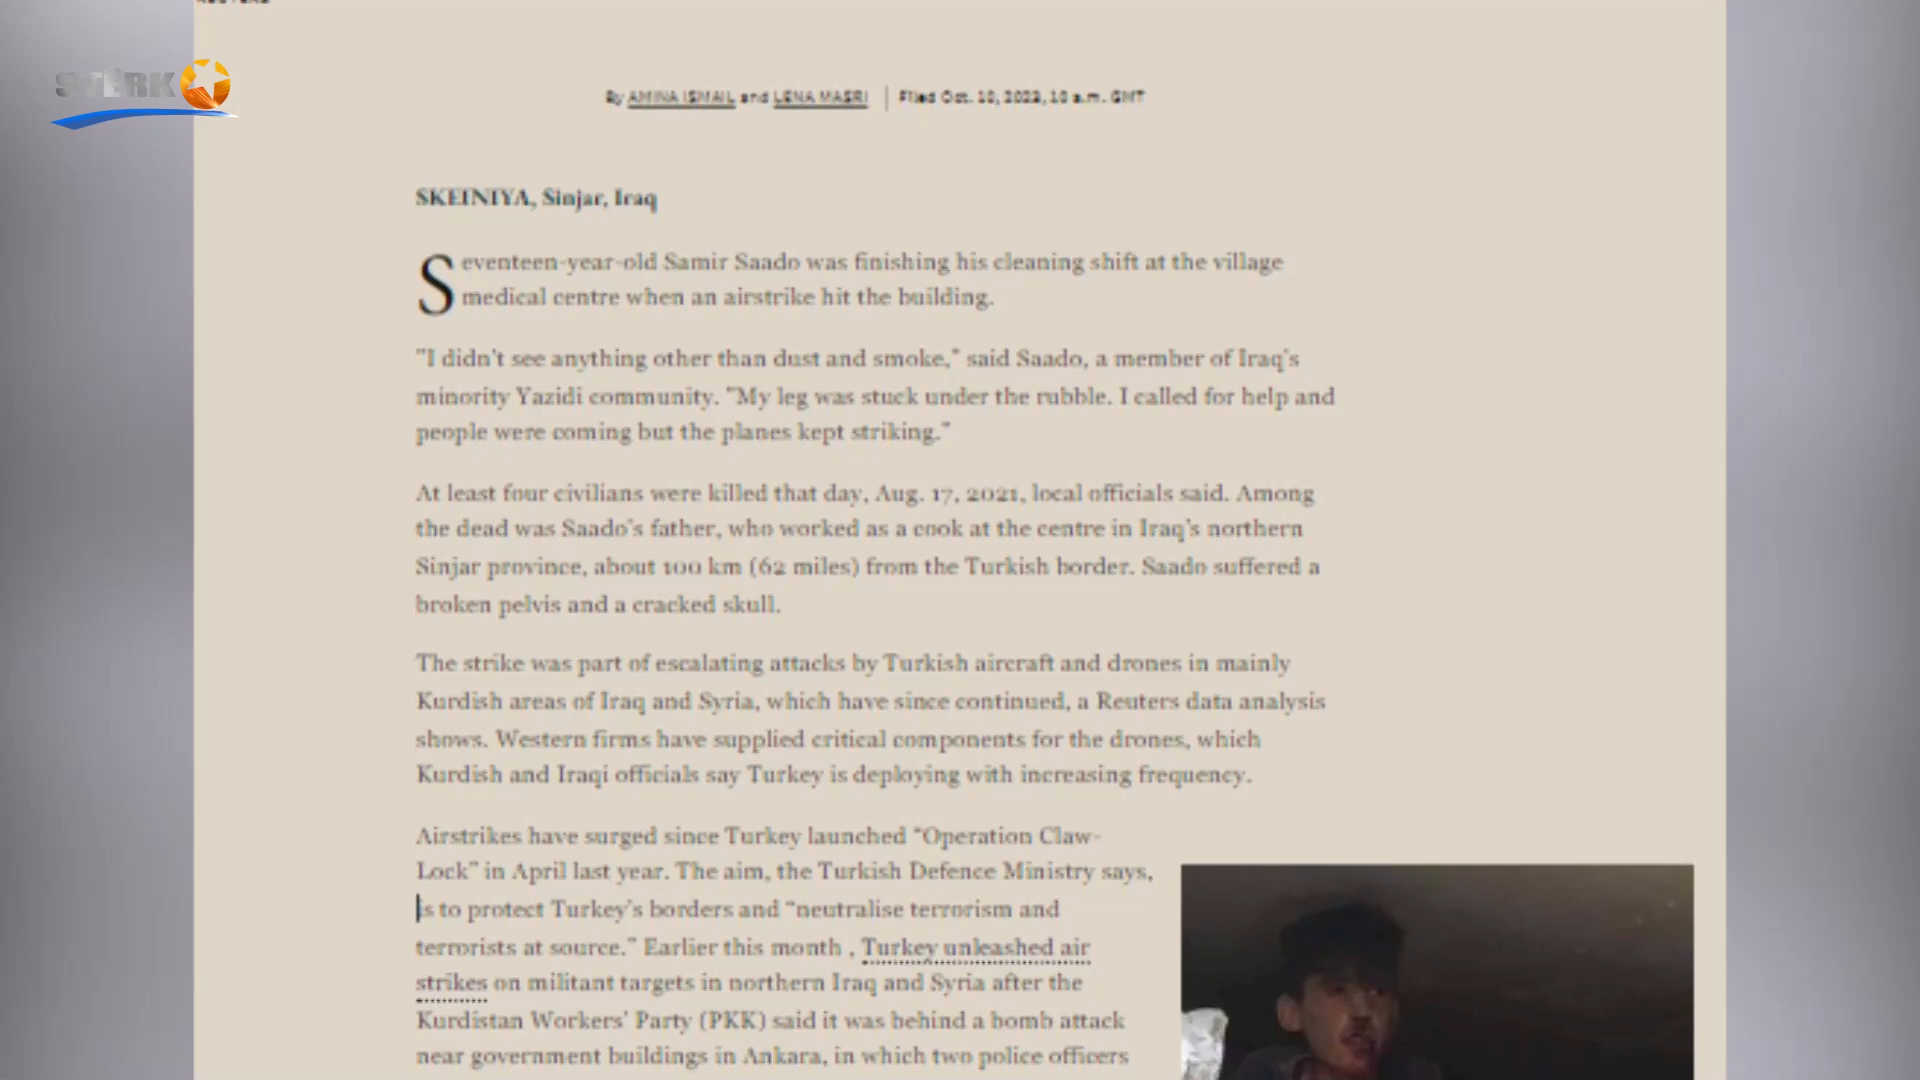 STERK
By AMINA ISMAIL and LENA MASRI | Filed Oct. 10, 2023, 10 a.m. GMT
SKEINIYA, Sinjar, Iraq
Seventeen-year-old Samir Saado was finishing his cleaning shift at the village
medical centre when an airstrike hit the building.
"I didn't see anything other than dust and smoke," said Saado, a member of Iraq's
minority Yazidi community. "My leg was stuck under the rubble. I called for help and
people were coming but the planes kept striking."
At least four civilians were killed that day, Aug. 17, 2021, local officials said. Among
the dead was Saado's father, who worked as a cook at the centre in Iraq's northern
Sinjar province, about 100 km (62 miles) from the Turkish border. Saado suffered a
broken pelvis and a cracked skull.
The strike was part of escalating attacks by Turkish aircraft and drones in mainly
Kurdish areas of Iraq and Syria, which have since continued, a Reuters data analysis
shows. Western firms have supplied critical components for the drones, which
Kurdish and Iraqi officials say Turkey is deploying with increasing frequency.
Airstrikes have surged since Turkey launched “Operation Claw-
Lock” in April last year. The aim, the Turkish Defence Ministry says,
is to protect Turkey’s borders and “neutralise terrorism and
terrorists at source.” Earlier this month , Turkey unleashed air
strikes on militant targets in northern Iraq and Syria after the
Kurdistan Workers’ Party (PKK) said it was behind a bomb attack
near government buildings in Ankara, in which two police officers